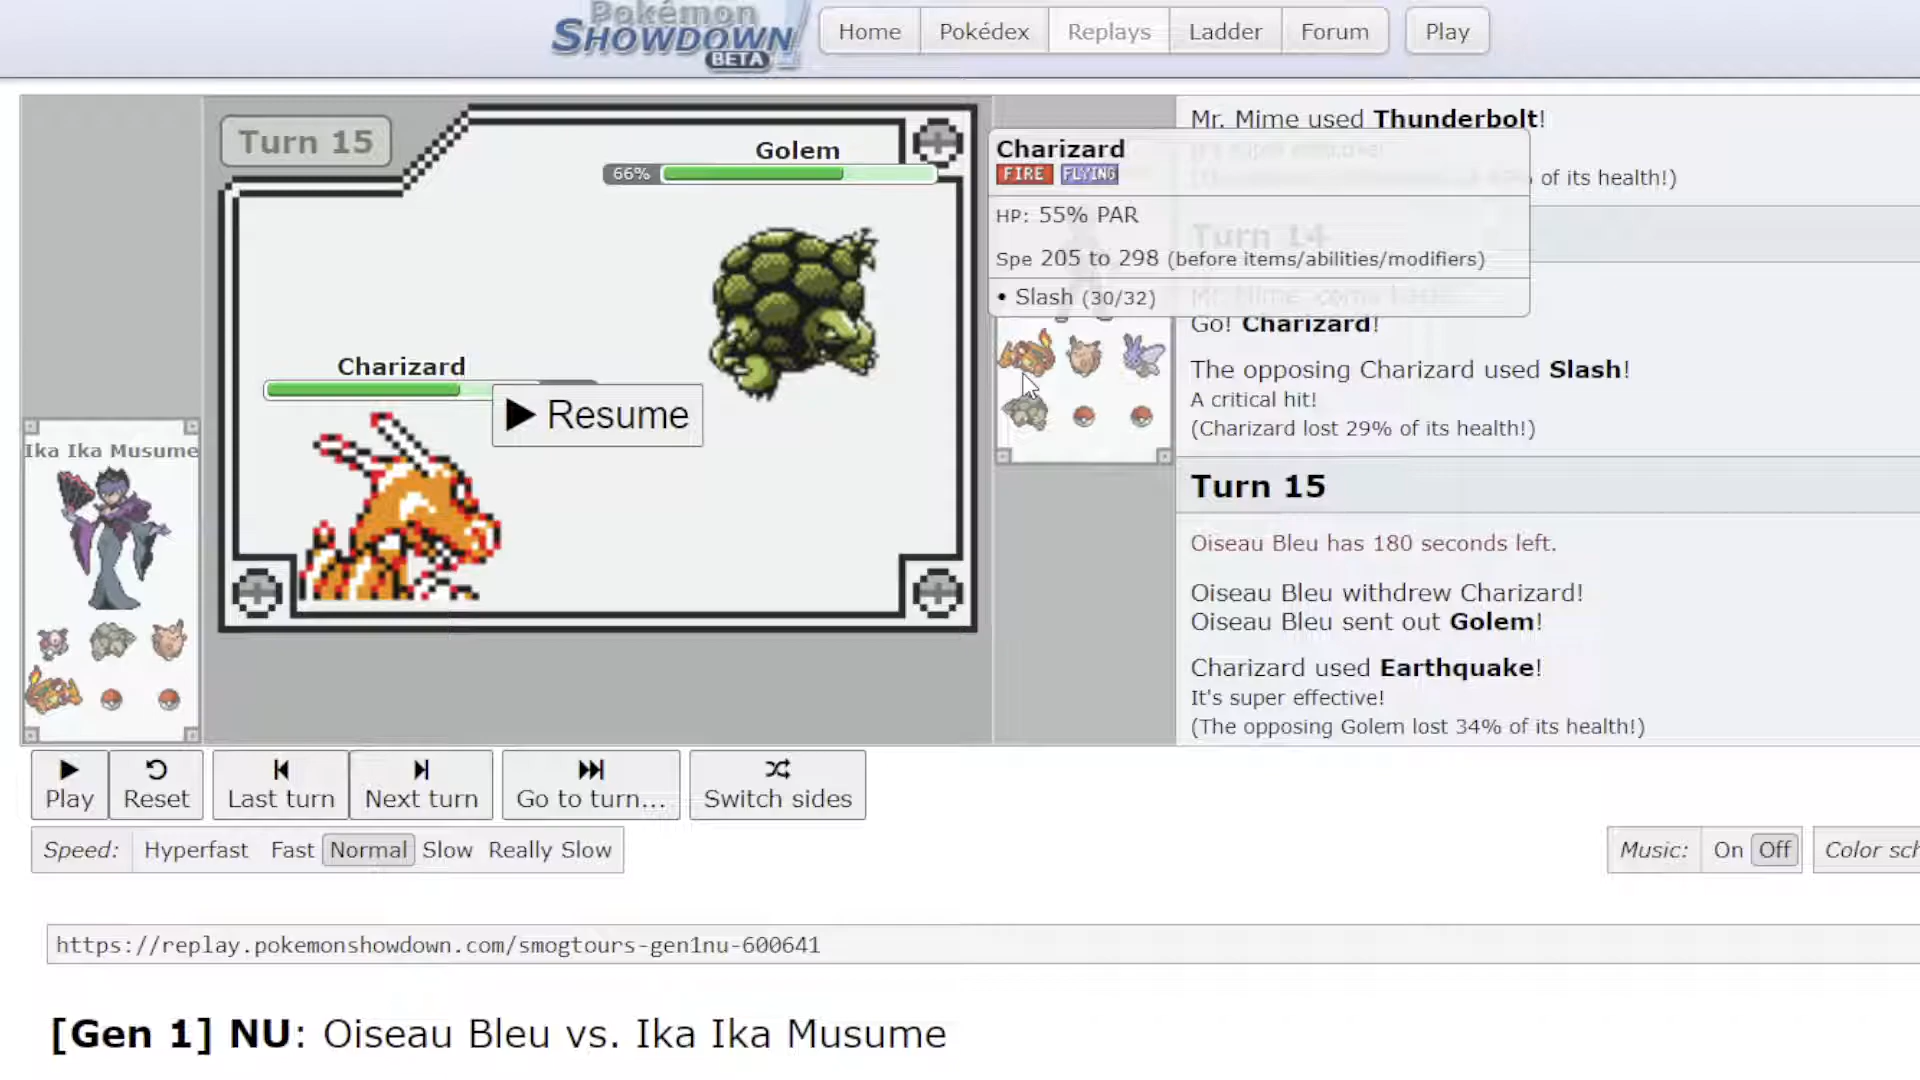 Pokémon
SHOWDOWN
BETA
Home
Pokédex
Replays
Ladder
Forum
Play
Turn 15
Golem
66%
Charizard
Resume
Ika Ika Musume
Charizard
FIRE FLYING
HP: 55% PAR
Spe 205 to 298 (before items/abilities/modifiers)
• Slash (30/32)
Mr. Mime used Thunderbolt!
of its health!)
Turn 14
Go! Charizard!
The opposing Charizard used Slash!
A critical hit!
(Charizard lost 29% of its health!)
Turn 15
Oiseau Bleu has 180 seconds left.
Oiseau Bleu withdrew Charizard!
Oiseau Bleu sent out Golem!
Charizard used Earthquake!
It's super effective!
(The opposing Golem lost 34% of its health!)
Play
Reset
Last turn
Next turn
Go to turn...
Switch sides
Speed: Hyperfast Fast Normal Slow Really Slow
Music: On Off
Color sch
https://replay.pokemonshowdown.com/smogtours-gen1nu-600641
[Gen 1] NU: Oiseau Bleu vs. Ika Ika Musume